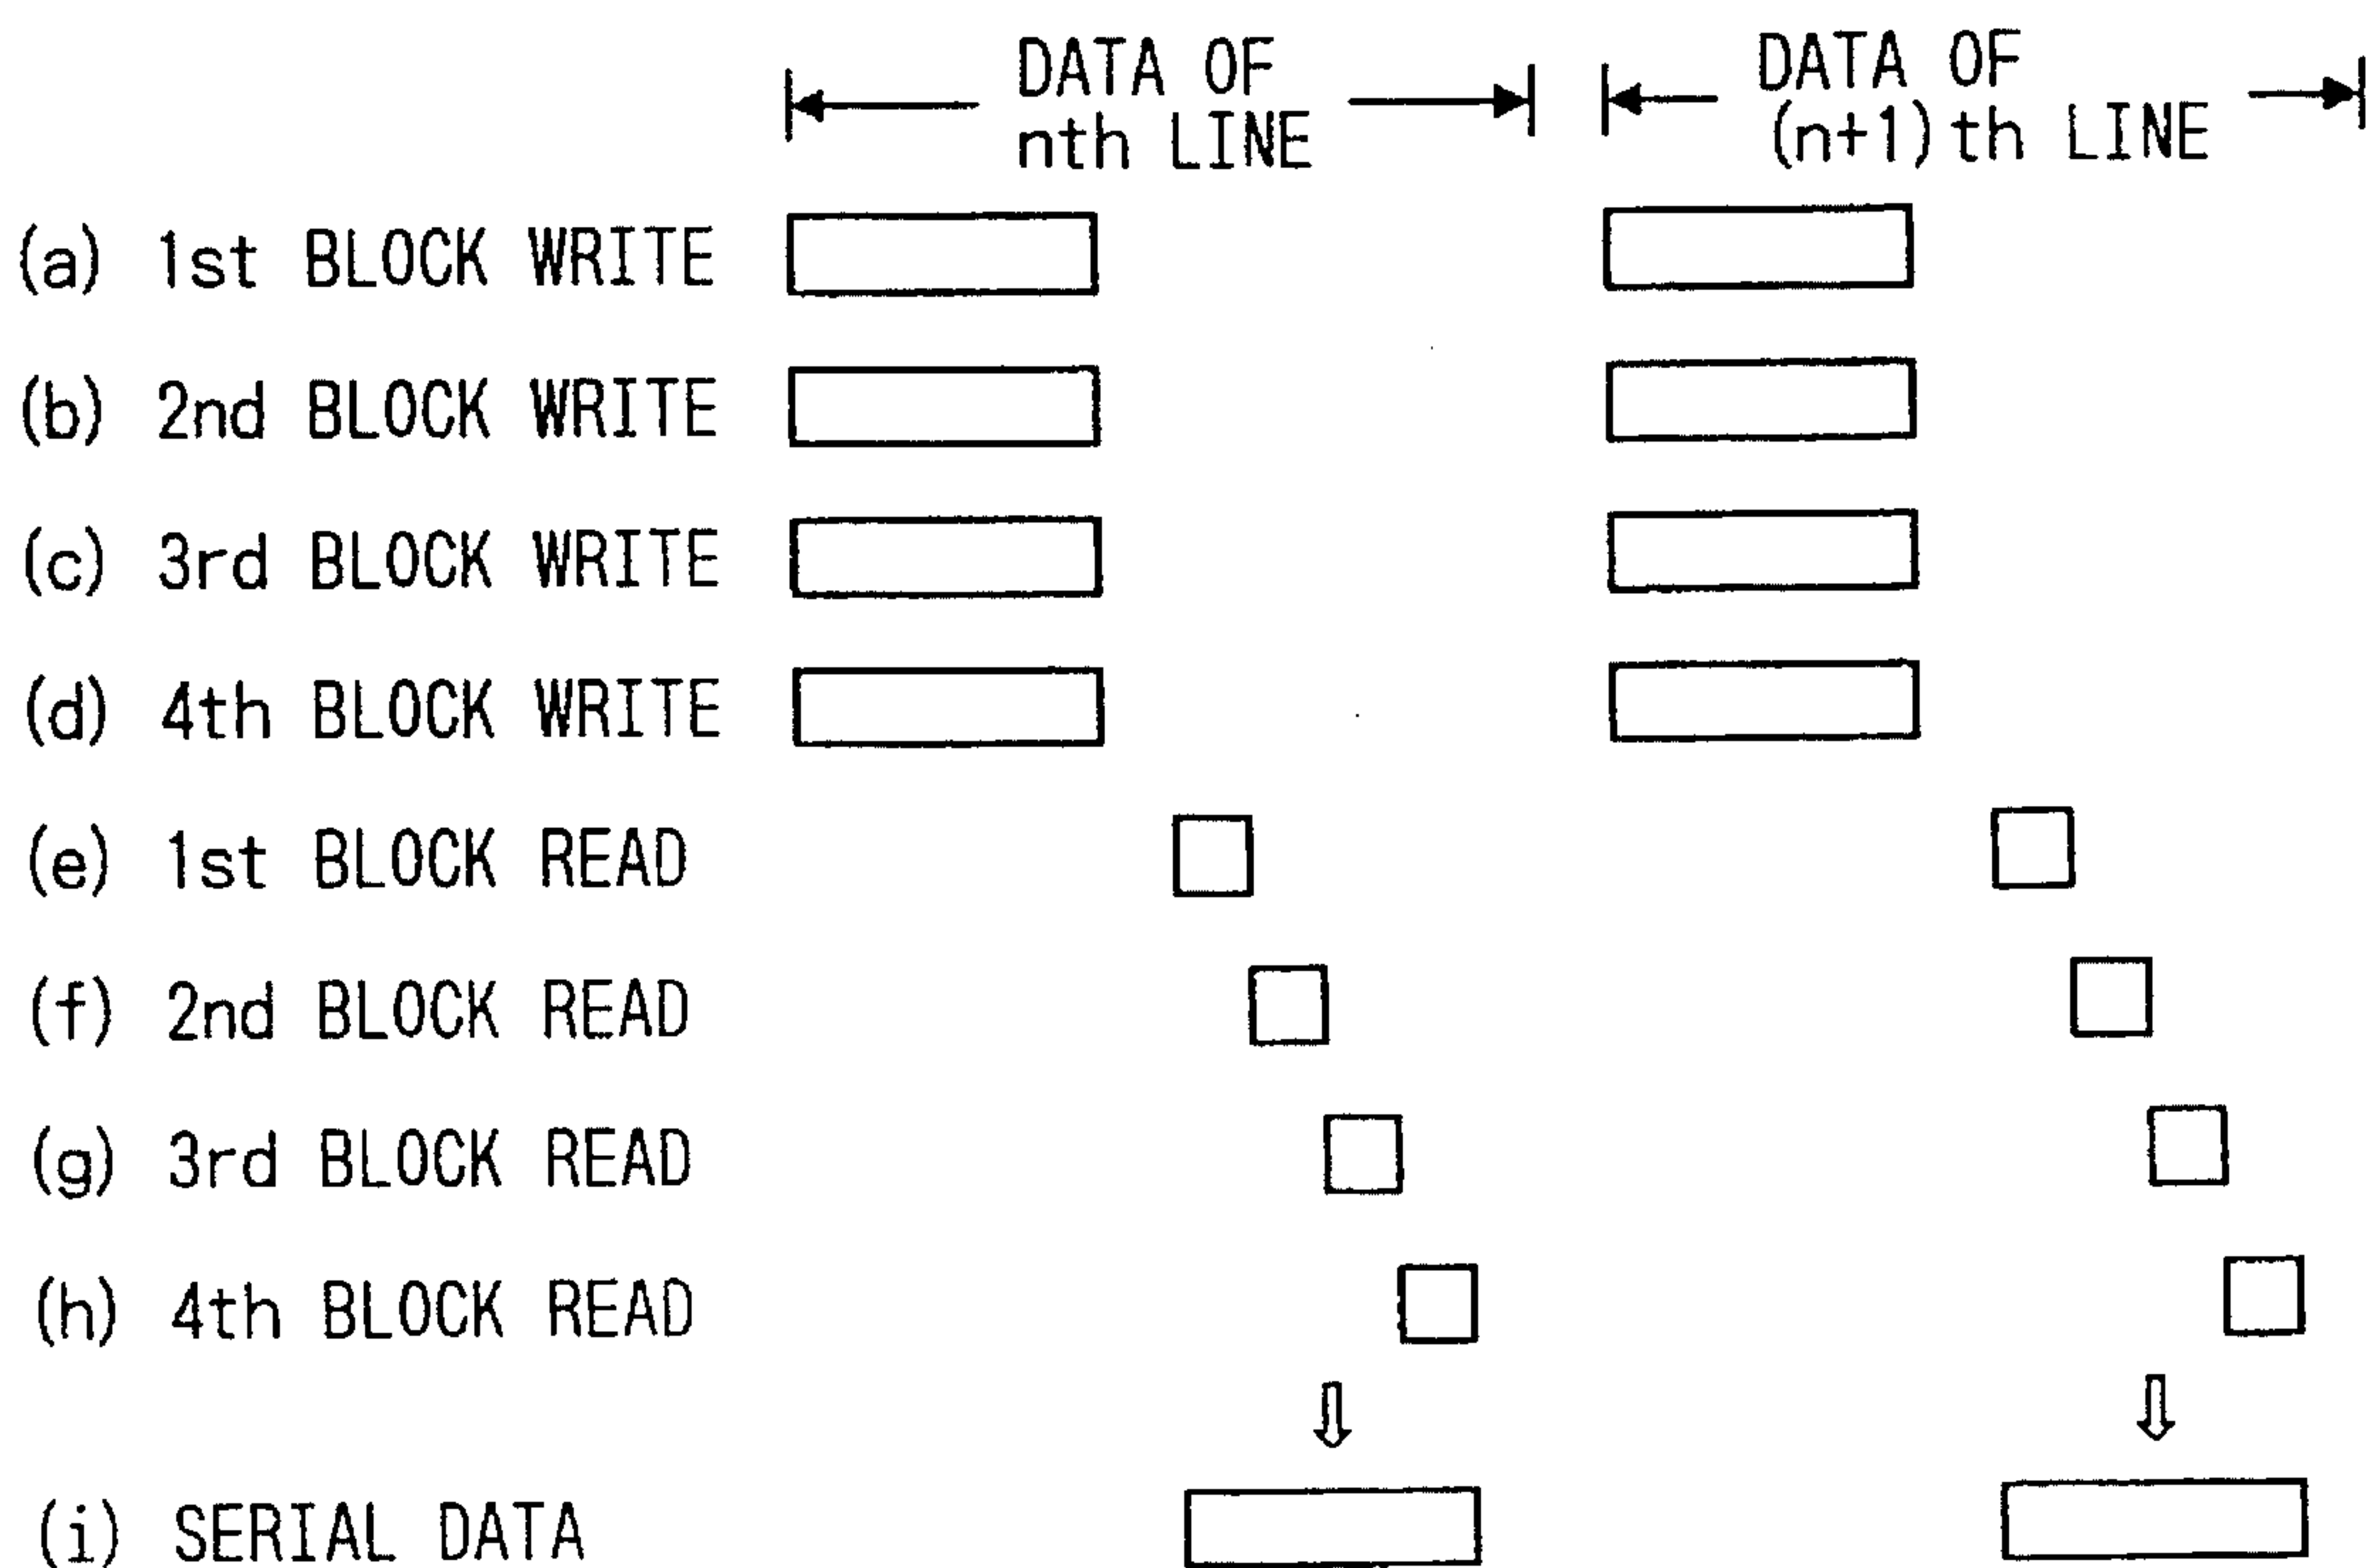 DATA OF
nth LINE
DATA OF
(n+1)th LINE
(a) 1st BLOCK WRITE
(b) 2nd BLOCK WRITE
(c) 3rd BLOCK WRITE
(d) 4th BLOCK WRITE
(e) 1st BLOCK READ
(f) 2nd BLOCK READ
(g) 3rd BLOCK READ
(h) 4th BLOCK READ
(i) SERIAL DATA